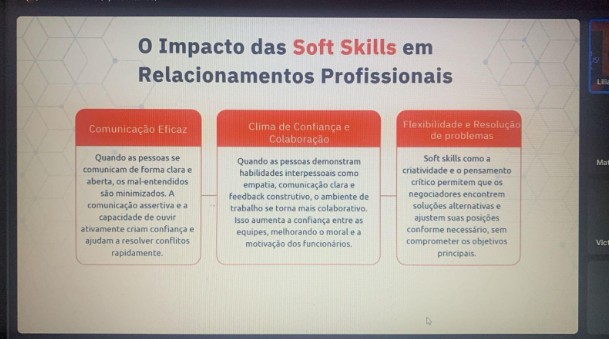 O Impacto das Soft Skills em
Relacionamentos Profissionais
Comunicação Eficaz
Quando as pessoas se
comunicam de forma clara e
aberta, os mal-entendidos
são minimizados. A
comunicação assertiva e a
capacidade de ouvir
ativamente criam confiança e
ajudam a resolver conflitos
rapidamente.
Clima de Confiança e
Colaboração
Quando as pessoas demonstram
habilidades interpessoais como
empatia, comunicação clara e
feedback construtivo, o ambiente de
trabalho se torna mais colaborativo.
Isso aumenta a confiança entre as
equipes, melhorando o moral e a
motivação dos funcionários.
Flexibilidade e Resolução
de problemas
Soft skills como a
criatividade e o pensamento
crítico permitem que os
negociadores encontrem
soluções alternativas e
ajustem suas posições
conforme necessário, sem
comprometer os objetivos
principais.